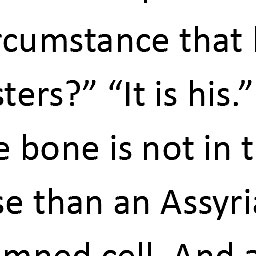 rcumstance that
sters?” “It is his.”
e bone is not in t
se than an Assyria
mned cell. And a